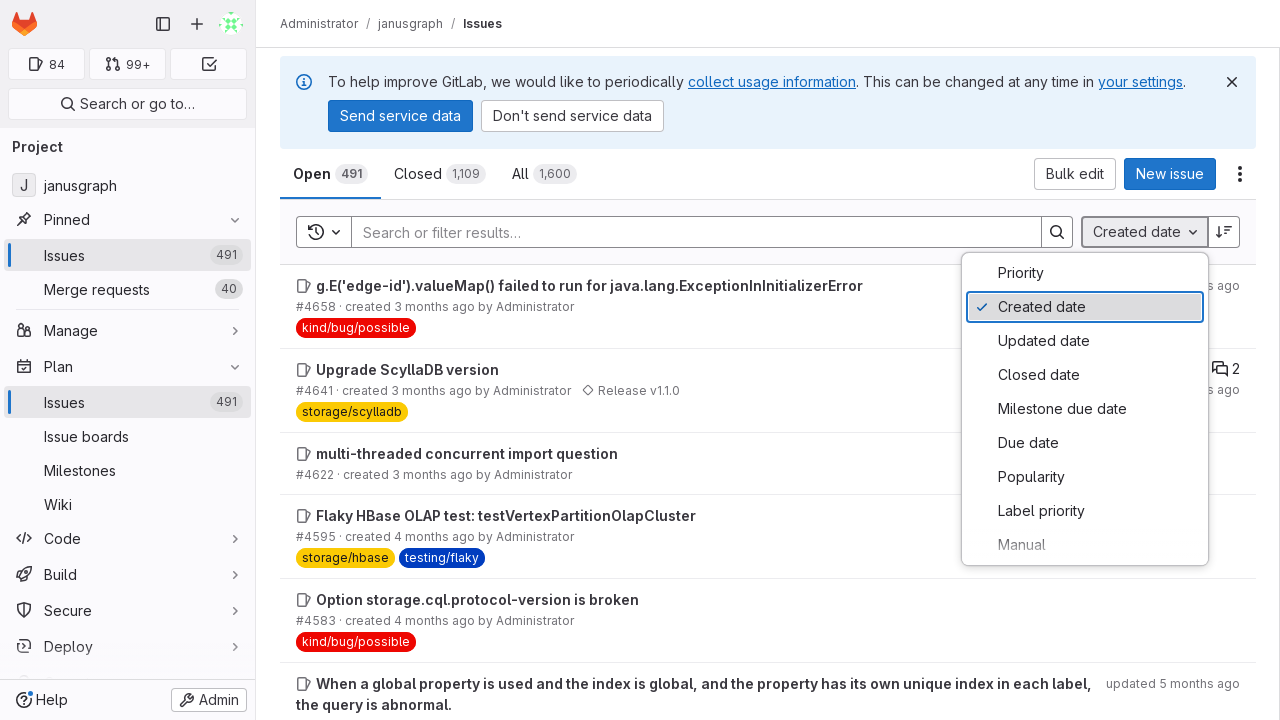 Administrator / janusgraph / Issues
84
99+
Search or go to…
Project
J janusgraph
Pinned
Issues 491
Merge requests 40
Manage
Plan
Issues 491
Issue boards
Milestones
Wiki
Code
Build
Secure
Deploy
Help
Admin
To help improve GitLab, we would like to periodically collect usage information. This can be changed at any time in your settings.
Send service data
Don't send service data
Open 491
Closed 1,109
All 1,600
Bulk edit
New issue
Search or filter results…
Created date
g.E('edge-id').valueMap() failed to run for java.lang.ExceptionInInitializerError
#4658 · created 3 months ago by Administrator
kind/bug/possible
s ago
Upgrade ScyllaDB version
2
#4641 · created 3 months ago by Administrator Release v1.1.0
s ago
storage/scylladb
multi-threaded concurrent import question
#4622 · created 3 months ago by Administrator
Flaky HBase OLAP test: testVertexPartitionOlapCluster
#4595 · created 4 months ago by Administrator
storage/hbase testing/flaky
Option storage.cql.protocol-version is broken
#4583 · created 4 months ago by Administrator
kind/bug/possible
When a global property is used and the index is global, and the property has its own unique index in each label,
the query is abnormal.
updated 5 months ago
Priority
Created date
Updated date
Closed date
Milestone due date
Due date
Popularity
Label priority
Manual